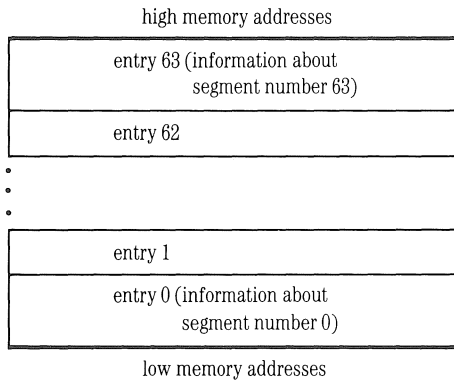 high memory addresses
entry 63 (information about
segment number 63)
entry 62
entry 1
entry 0 (information about
segment number 0)
low memory addresses